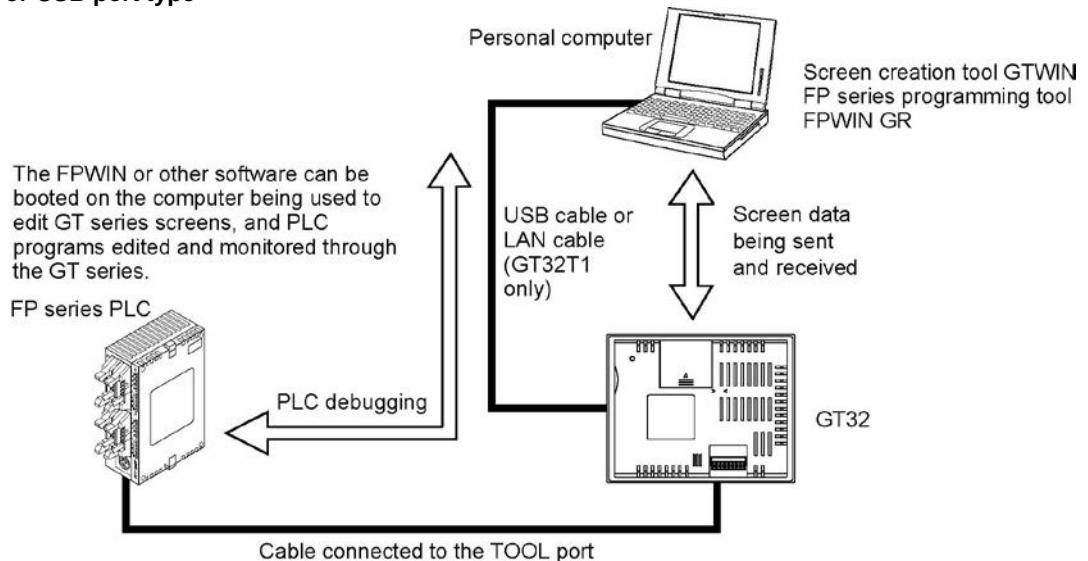 USB port type
Personal computer
Screen creation tool GTWIN
FP series programming tool
FPWIN GR
The FPWIN or other software can be
booted on the computer being used to
edit GT series screens, and PLC
programs edited and monitored through
the GT series.
USB cable or
LAN cable
(GT32T1
only)
Screen data
being sent
and received
FP series PLC
PLC debugging
GT32
Cable connected to the TOOL port